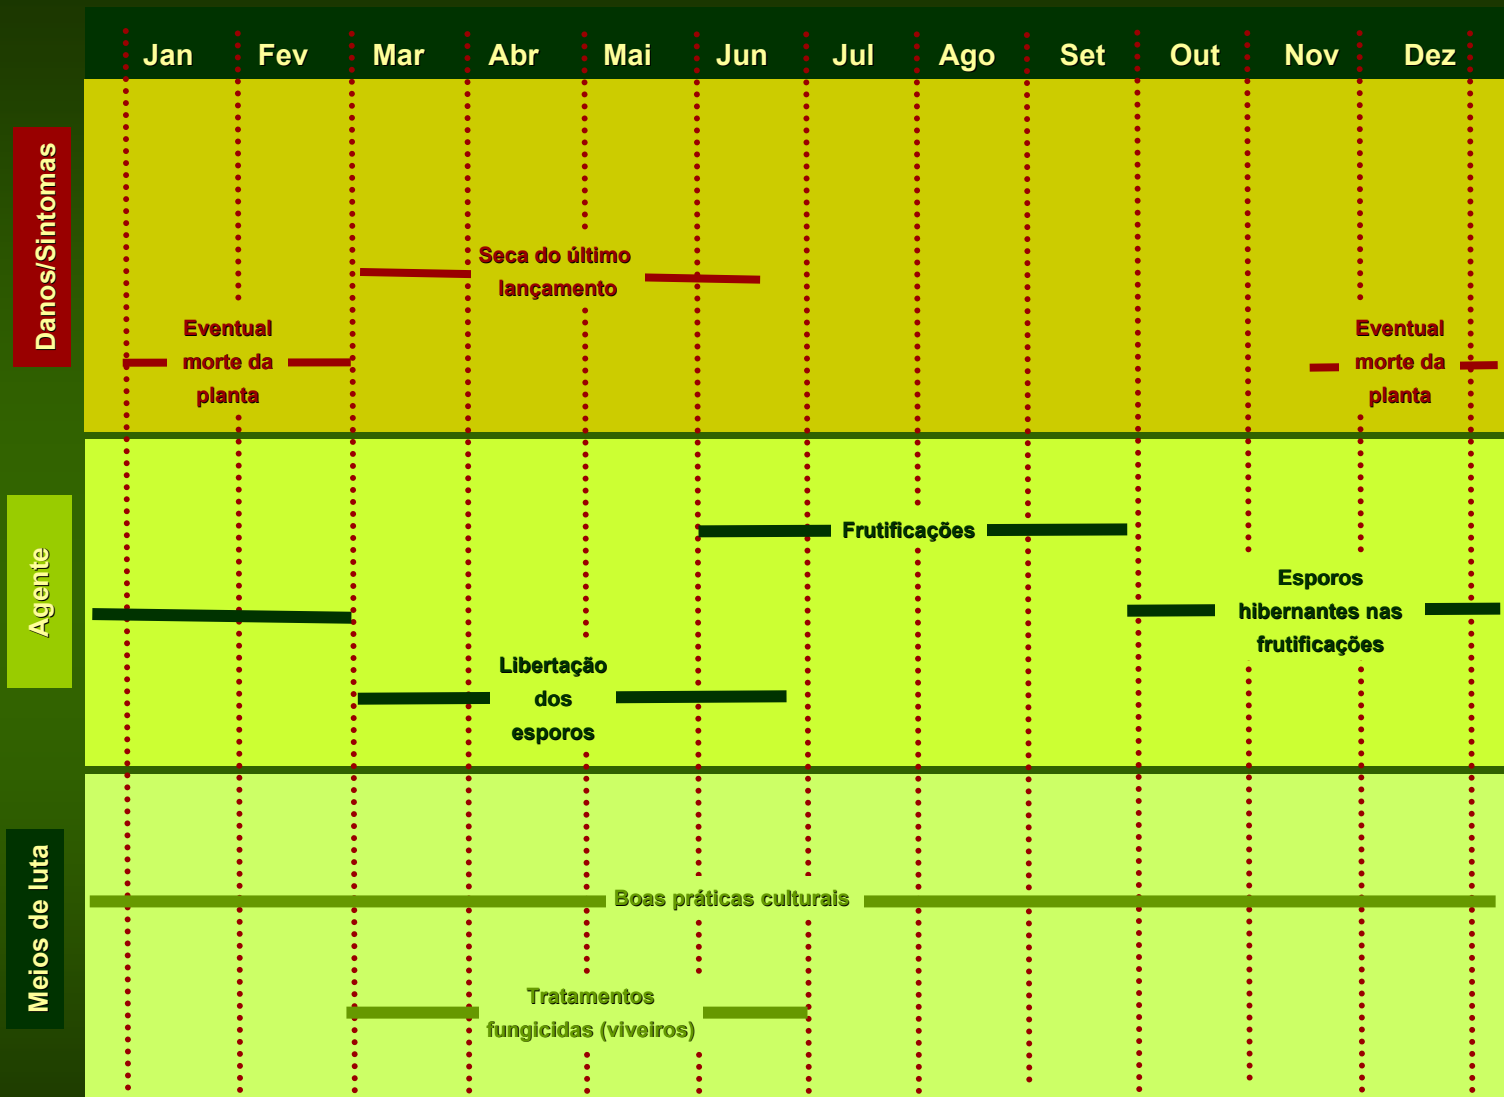 Jan Fev Mar Abr Mai Jun Jul Ago Set Out Nov Dez
Danos/Sintomas
Seca do último
lançamento
Eventual
morte da
planta
Eventual
morte da
planta
Agente
Frutificações
Esporos
hibernantes nas
frutificações
Libertação
dos
esporos
Meios de luta
Boas práticas culturais
Tratamentos
fungicidas (viveiros)